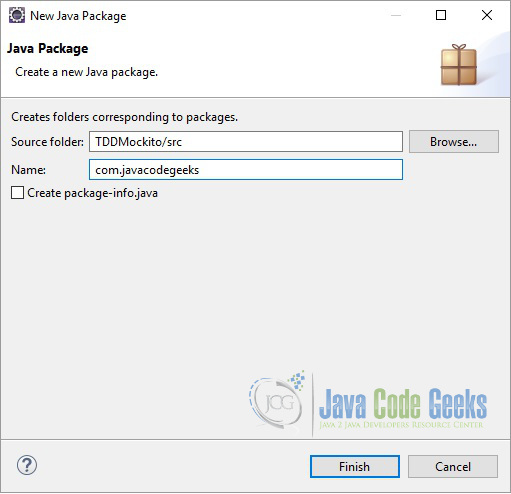 New Java Package
Java Package
Create a new Java package.
Creates folders corresponding to packages.
Source folder: TDDMockito/src Browse...
Name: com.javacodegeeks
Create package-info.java
JCG Java Code Geeks
Java 2 Java Developers Resource Center
? Finish Cancel